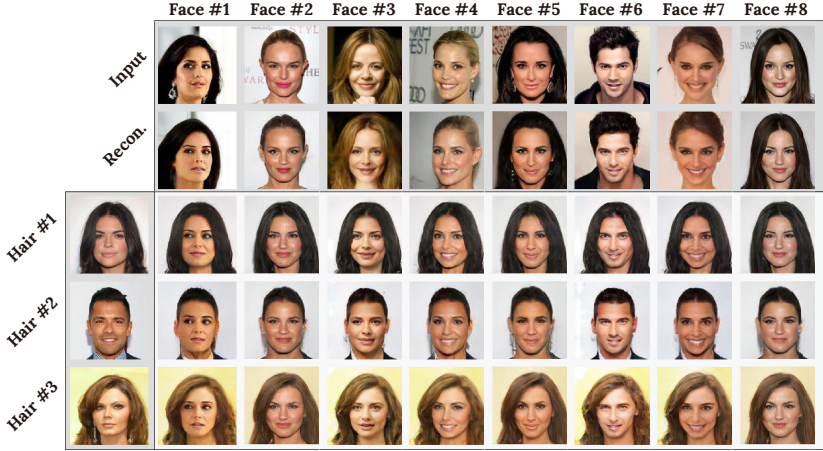 Face #1 Face #2 Face #3 Face #4 Face #5 Face #6 Face #7 Face #8
Input
Recon.
Hair #1
Hair #2
Hair #3